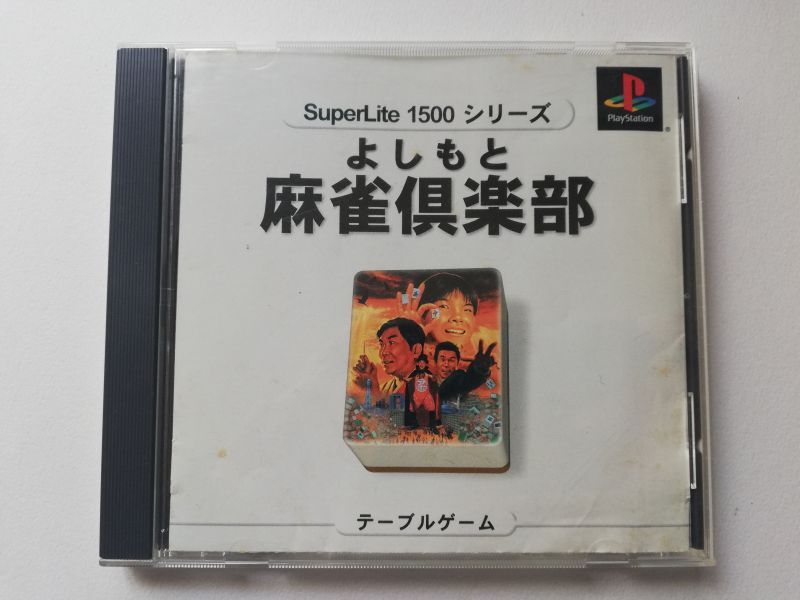 SuperLite 1500 シリーズ
PlayStation
よしもと
麻雀倶楽部
テーブルゲーム